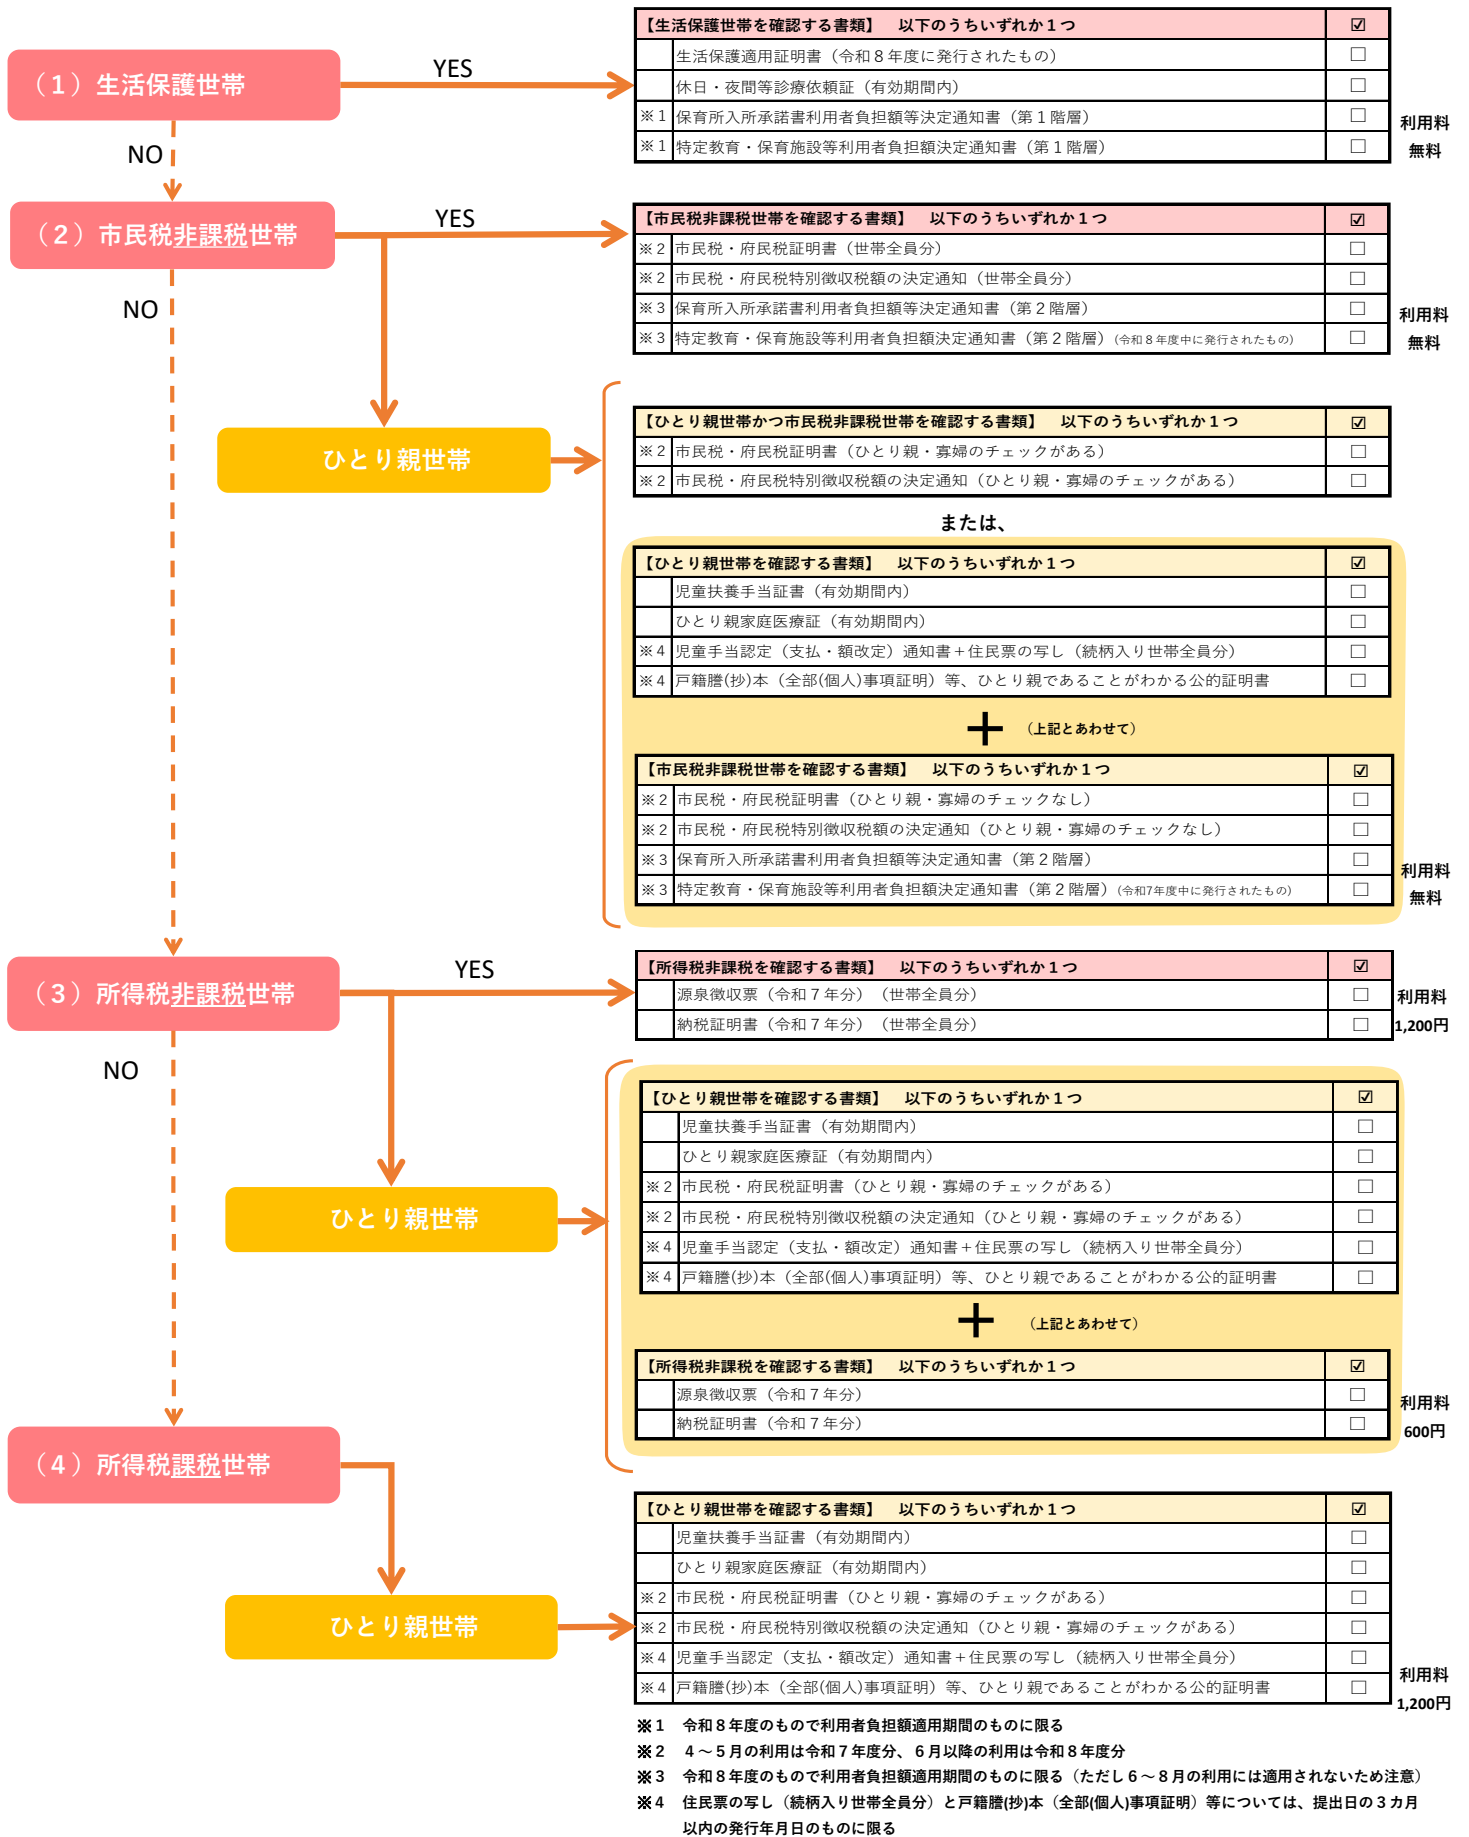 （１）生活保護世帯
YES
NO
【生活保護世帯を確認する書類】　以下のうちいずれか１つ ☑
生活保護適用証明書（令和８年度に発行されたもの） □
休日・夜間等診療依頼証（有効期間内） □
※１ 保育所入所承諾書利用者負担額等決定通知書（第１階層） □
※１ 特定教育・保育施設等利用者負担額決定通知書（第１階層） □
利用料
無料
（２）市民税非課税世帯
YES
NO
【市民税非課税世帯を確認する書類】　以下のうちいずれか１つ ☑
※２ 市民税・府民税証明書（世帯全員分） □
※２ 市民税・府民税特別徴収税額の決定通知（世帯全員分） □
※３ 保育所入所承諾書利用者負担額等決定通知書（第２階層） □
※３ 特定教育・保育施設等利用者負担額決定通知書（第２階層）(令和８年度中に発行されたもの) □
利用料
無料
ひとり親世帯
【ひとり親世帯かつ市民税非課税世帯を確認する書類】　以下のうちいずれか１つ ☑
※２ 市民税・府民税証明書（ひとり親・寡婦のチェックがある） □
※２ 市民税・府民税特別徴収税額の決定通知（ひとり親・寡婦のチェックがある） □
または、
【ひとり親世帯を確認する書類】　以下のうちいずれか１つ ☑
児童扶養手当証書（有効期間内） □
ひとり親家庭医療証（有効期間内） □
※４ 児童手当認定（支払・額改定）通知書＋住民票の写し（続柄入り世帯全員分） □
※４ 戸籍謄(抄)本（全部(個人)事項証明）等、ひとり親であることがわかる公的証明書 □
＋ （上記とあわせて）
【市民税非課税世帯を確認する書類】　以下のうちいずれか１つ ☑
※２ 市民税・府民税証明書（ひとり親・寡婦のチェックなし） □
※２ 市民税・府民税特別徴収税額の決定通知（ひとり親・寡婦のチェックなし） □
※３ 保育所入所承諾書利用者負担額等決定通知書（第２階層） □
※３ 特定教育・保育施設等利用者負担額決定通知書（第２階層）(令和7年度中に発行されたもの) □
利用料
無料
（３）所得税非課税世帯
YES
NO
【所得税非課税を確認する書類】　以下のうちいずれか１つ ☑
源泉徴収票（令和７年分）（世帯全員分） □
納税証明書（令和７年分）（世帯全員分） □
利用料
1,200円
ひとり親世帯
【ひとり親世帯を確認する書類】　以下のうちいずれか１つ ☑
児童扶養手当証書（有効期間内） □
ひとり親家庭医療証（有効期間内） □
※２ 市民税・府民税証明書（ひとり親・寡婦のチェックがある） □
※２ 市民税・府民税特別徴収税額の決定通知（ひとり親・寡婦のチェックがある） □
※４ 児童手当認定（支払・額改定）通知書＋住民票の写し（続柄入り世帯全員分） □
※４ 戸籍謄(抄)本（全部(個人)事項証明）等、ひとり親であることがわかる公的証明書 □
＋ （上記とあわせて）
【所得税非課税を確認する書類】　以下のうちいずれか１つ ☑
源泉徴収票（令和７年分） □
納税証明書（令和７年分） □
利用料
600円
（４）所得税課税世帯
ひとり親世帯
【ひとり親世帯を確認する書類】　以下のうちいずれか１つ ☑
児童扶養手当証書（有効期間内） □
ひとり親家庭医療証（有効期間内） □
※２ 市民税・府民税証明書（ひとり親・寡婦のチェックがある） □
※２ 市民税・府民税特別徴収税額の決定通知（ひとり親・寡婦のチェックがある） □
※４ 児童手当認定（支払・額改定）通知書＋住民票の写し（続柄入り世帯全員分） □
※４ 戸籍謄(抄)本（全部(個人)事項証明）等、ひとり親であることがわかる公的証明書 □
利用料
1,200円
※１　令和８年度のもので利用者負担額適用期間のものに限る
※２　４～５月の利用は令和７年度分、６月以降の利用は令和８年度分
※３　令和８年度のもので利用者負担額適用期間のものに限る（ただし６～８月の利用には適用されないため注意）
※４　住民票の写し（続柄入り世帯全員分）と戸籍謄(抄)本（全部(個人)事項証明）等については、提出日の３カ月
以内の発行年月日のものに限る